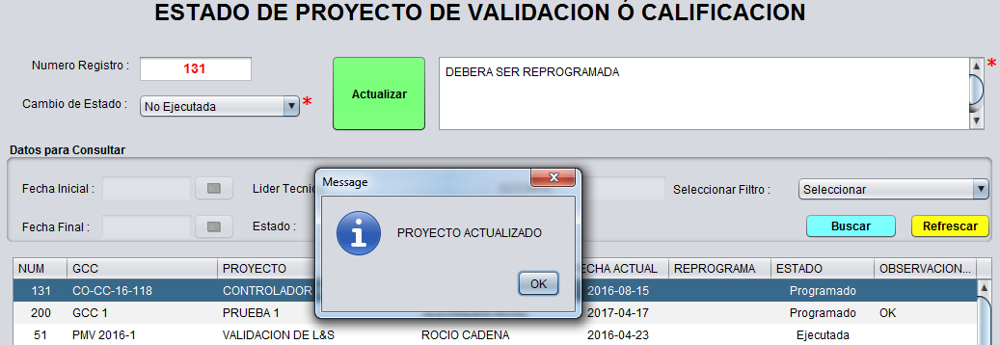 ESTADO DE PROYECTO DE VALIDACION Ó CALIFICACION
Numero Registro :
131
Cambio de Estado :
No Ejecutada
*
Actualizar
DEBERA SER REPROGRAMADA
*
Datos para Consultar
Fecha Inicial :
Lider Tecni
Seleccionar Filtro :
Seleccionar
Fecha Final :
Estado :
Buscar
Refrescar
Message
PROYECTO ACTUALIZADO
OK
NUM GCC PROYECTO ECHA ACTUAL REPROGRAMA ESTADO OBSERVACION...
131 CO-CC-16-118 CONTROLADOR 2016-08-15 Programado
200 GCC 1 PRUEBA 1 2017-04-17 Programado OK
51 PMV 2016-1 VALIDACION DE L&S ROCIO CADENA 2016-04-23 Ejecutada